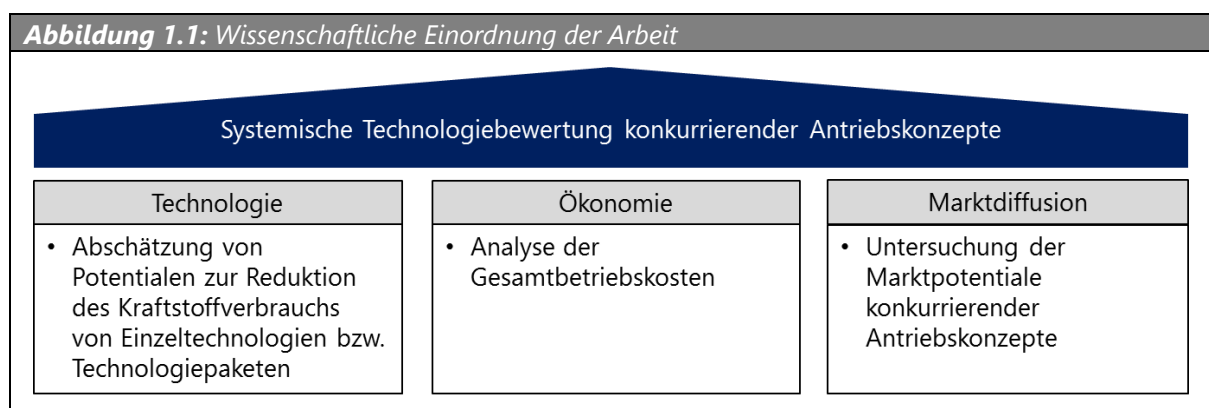 Abbildung 1.1: Wissenschaftliche Einordnung der Arbeit
Systemische Technologiebewertung konkurrierender Antriebskonzepte
Technologie
• Abschätzung von
Potentialen zur Reduktion
des Kraftstoffverbrauchs
von Einzeltechnologien bzw.
Technologiepaketen
Ökonomie
• Analyse der
Gesamtbetriebskosten
Marktdiffusion
• Untersuchung der
Marktpotentiale
konkurrierender
Antriebskonzepte